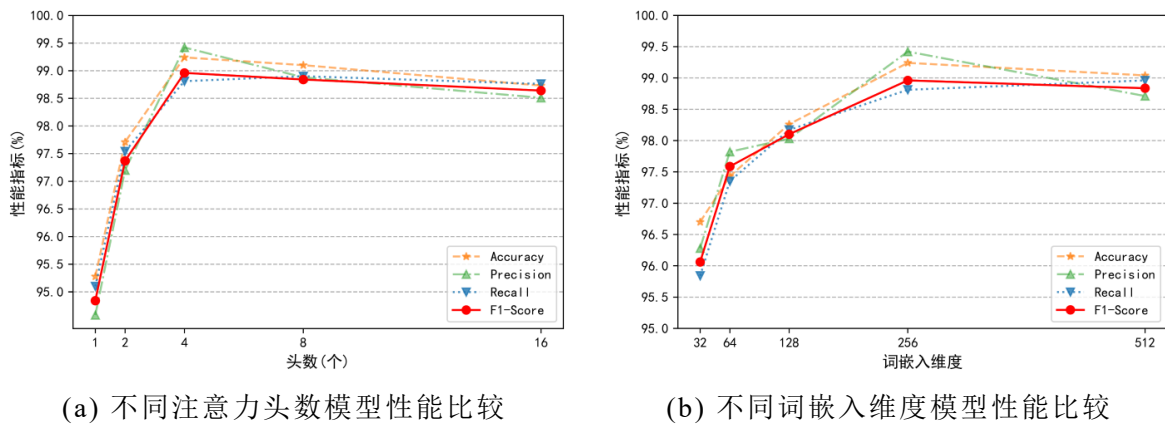 100.0
99.5
99.0
98.5
98.0
97.5
97.0
96.5
96.0
95.5
95.0
性能指标(%)
1 2 4 8 16
头数(个)
Accuracy
Precision
Recall
F1-Score
(a) 不同注意力头数模型性能比较
100.0
99.5
99.0
98.5
98.0
97.5
97.0
96.5
96.0
95.5
95.0
性能指标(%)
32 64 128 256 512
词嵌入维度
Accuracy
Precision
Recall
F1-Score
(b) 不同词嵌入维度模型性能比较